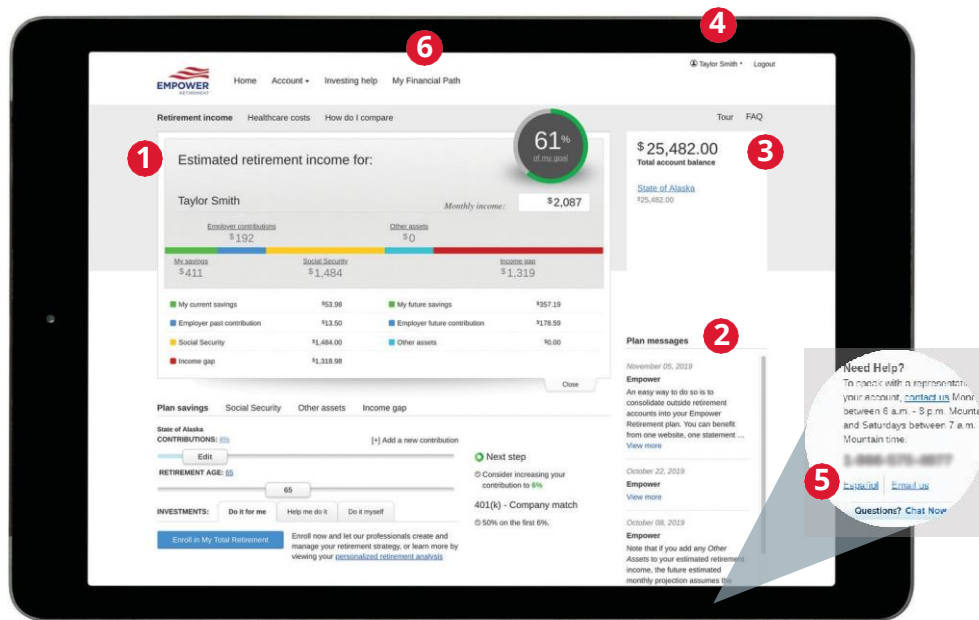 4
6
Taylor Smith
Logout
EMPOWER
RETIREMENT
Home Account Investing help My Financial Path
Retirement income Healthcare costs How do I compare
Tour FAQ
1
Estimated retirement income for:
61%
of my goal
$25,482.00
3
Total account balance
State of Alaska
$25,482.00
Taylor Smith
Monthly income:
$2,087
Employer contributions
$192
Other assets
$0
My savings
$411
Social Security
$1,484
Income gap
$1,319
My current savings $53.98
My future savings $357.19
Employer past contribution $13.50
Employer future contribution $178.59
Social Security $1,484.00
Other assets $0.00
Income gap $1,318.98
Close
2
Plan messages
November 05, 2019
Empower
An easy way to do so is to
consolidate outside retirement
accounts into your Empower
Retirement plan. You can benefit
from one website, one statement ...
View more
October 22, 2019
Empower
View more
October 08, 2019
Empower
Note that if you add any Other
Assets to your estimated retirement
income, the future estimated
monthly projection assumes the
Plan savings Social Security Other assets Income gap
State of Alaska
CONTRIBUTIONS: 4%
[+] Add a new contribution
Edit
RETIREMENT AGE: 65
65
INVESTMENTS: Do it for me Help me do it Do it myself
Enroll in My Total Retirement
Enroll now and let our professionals create and
manage your retirement strategy, or learn more by
viewing your personalized retirement analysis
Next step
Consider increasing your
contribution to 6%
401(k) - Company match
50% on the first 6%.
Need Help?
To speak with a
your account, contact us
between 6 a.m. - 8 p.m.
and Saturdays between 7 a.m.
Mountain time.
5
Español Email us
Questions? Chat Now